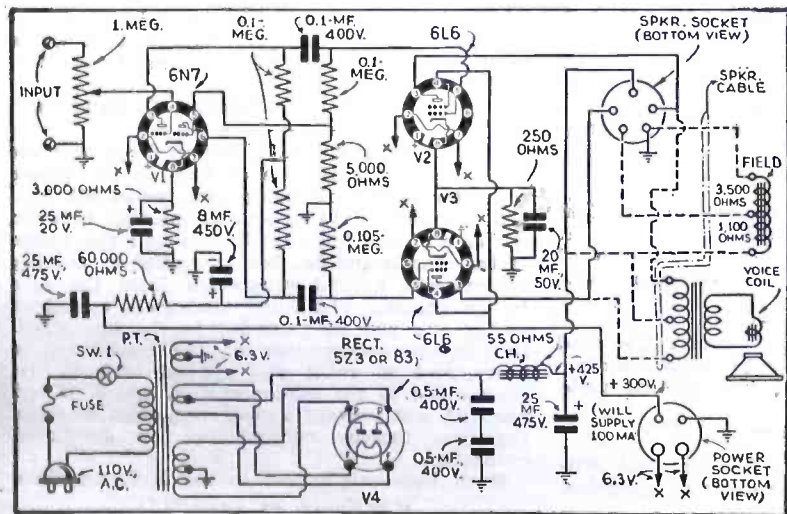 1. MEG.
INPUT
6N7
V1
0.1-
MEG.
0.1-MF.
400V.
0.1-
MEG.
6L6
V2
SPKR. SOCKET
(BOTTOM VIEW)
SPKR.
CABLE
250
OHMS
FIELD
3,500
OHMS
1,100
OHMS
VOICE
COIL
3,000 OHMS
25
MF.
20 V.
8 MF.
450V.
5,000
OHMS
V3
0.105-
MEG.
20
MF.,
50V.
25 MF.,
475V.
60,000
OHMS
0.1-MF., 400V.
6L6
P.T.
SW.1
FUSE
110V.,
A.C.
6.3 V.
RECT.
5Z3 OR 83
V4
55 OHMS
CH.
+425
V.
0.5-MF.
400V.
0.5-MF.
400V.
25
MF.,
475V.
+300V.
(WILL
SUPPLY
100 MA.)
6.3V.
POWER
SOCKET
(BOTTOM
VIEW)